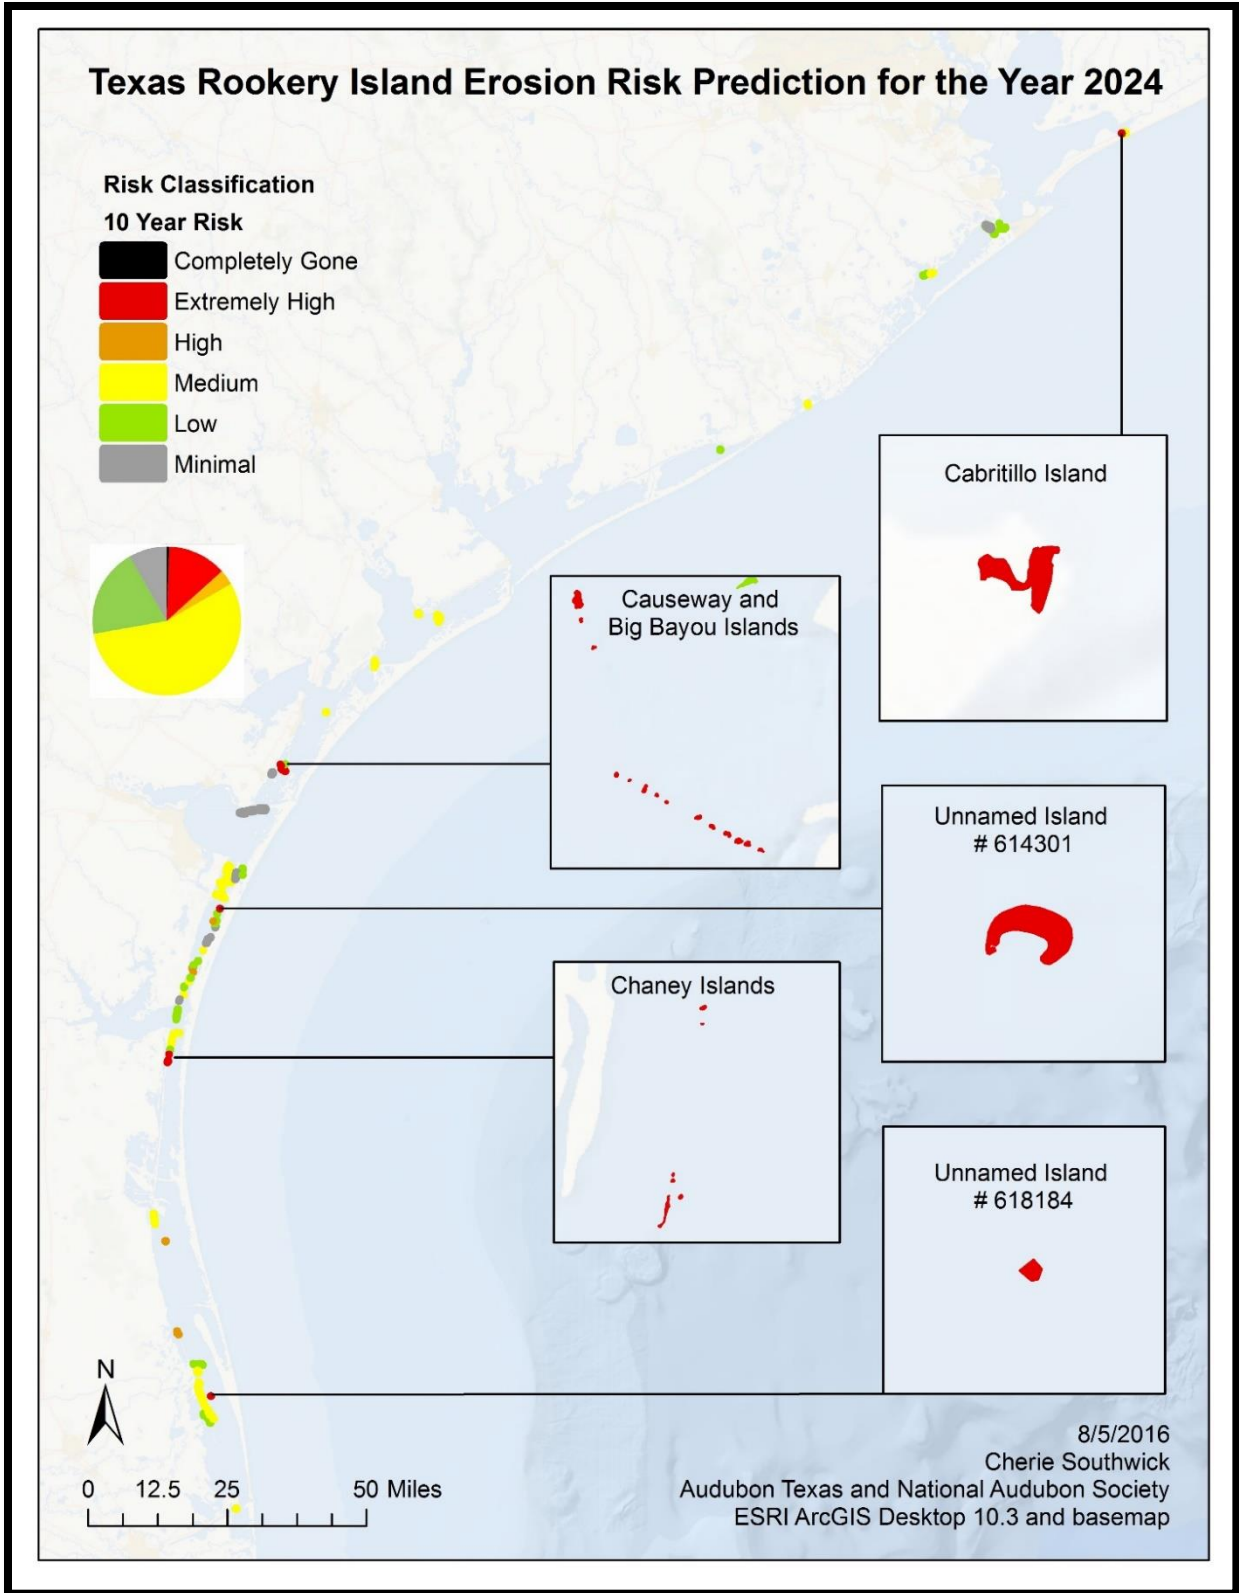 Texas Rookery Island Erosion Risk Prediction for the Year 2024
Risk Classification
10 Year Risk
Completely Gone
Extremely High
High
Medium
Low
Minimal
Cabritillo Island
Causeway and
Big Bayou Islands
Unnamed Island
# 614301
Chaney Islands
Unnamed Island
# 618184
N
0 12.5 25 50 Miles
8/5/2016
Cherie Southwick
Audubon Texas and National Audubon Society
ESRI ArcGIS Desktop 10.3 and basemap